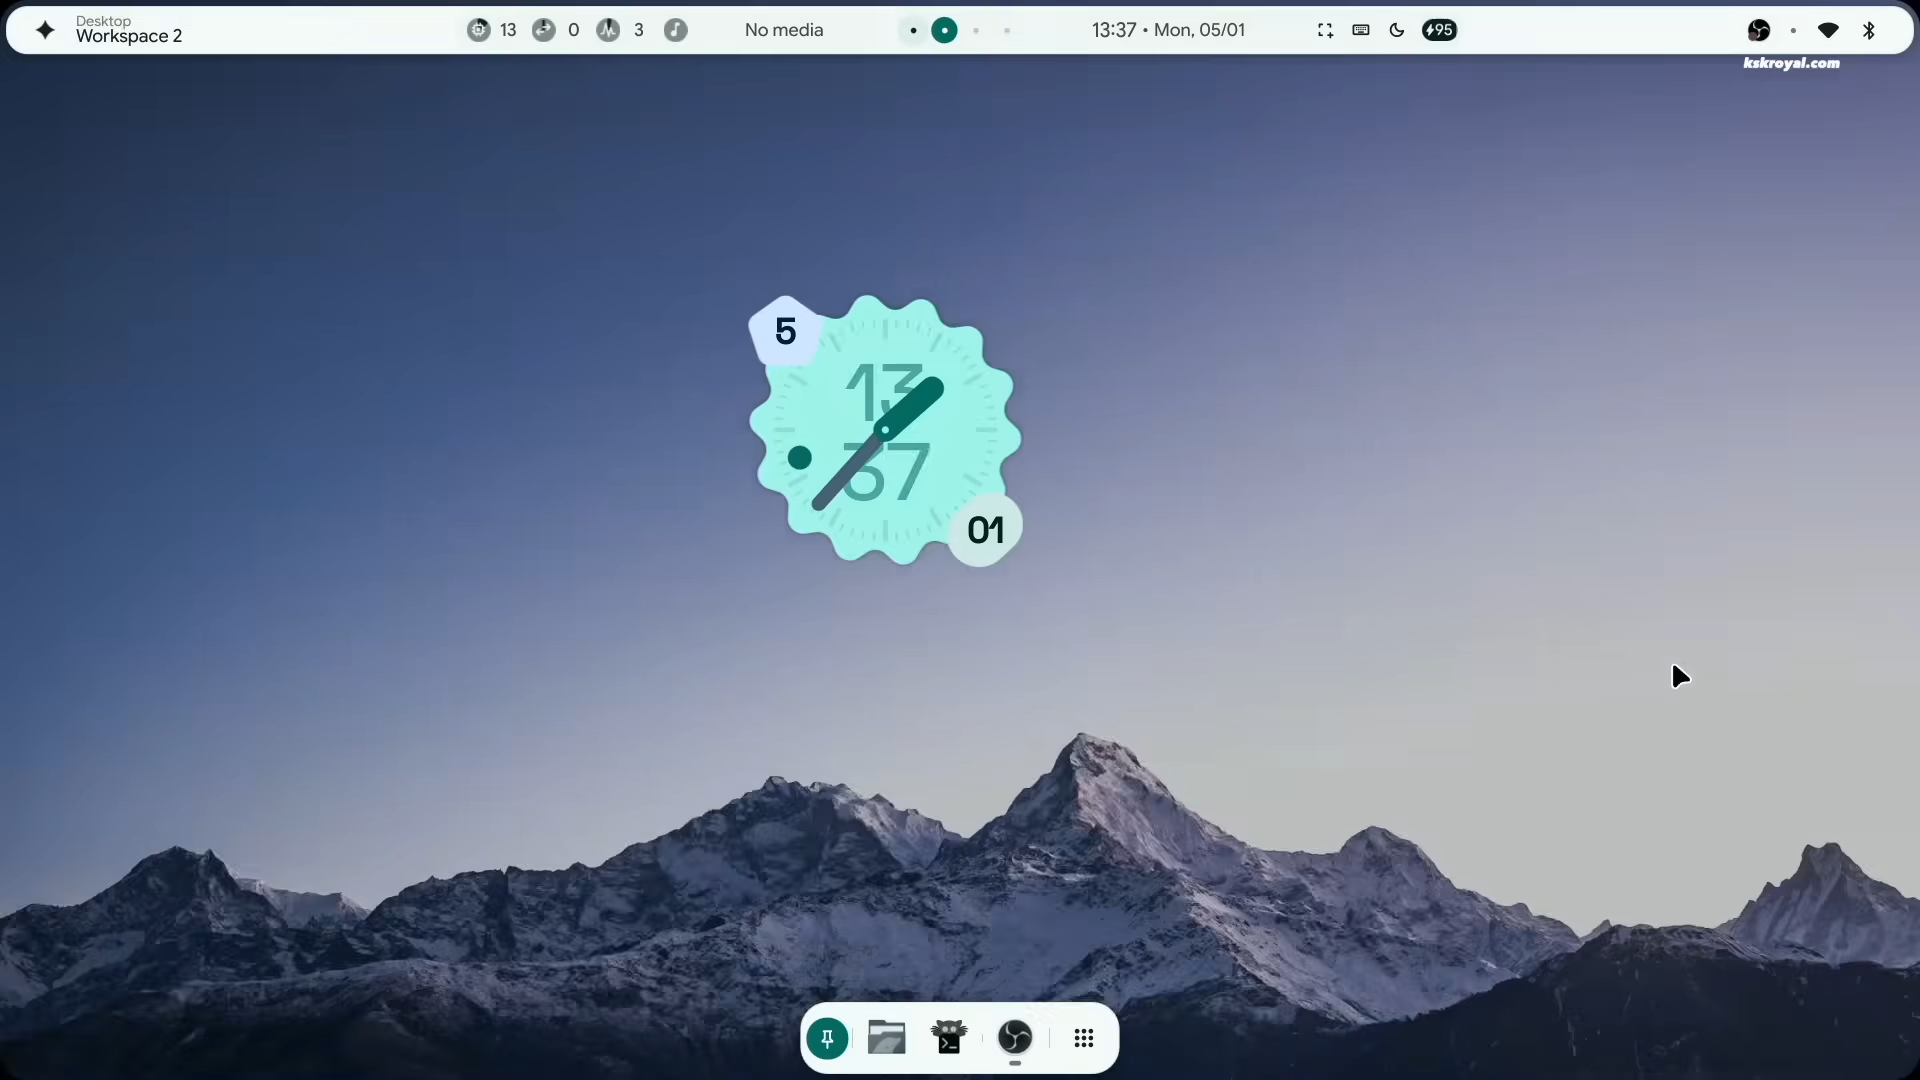 Desktop
Workspace 2
13
0
3
No media
13:37 • Mon, 05/01
95
kskroyal.com
5
13
37
01